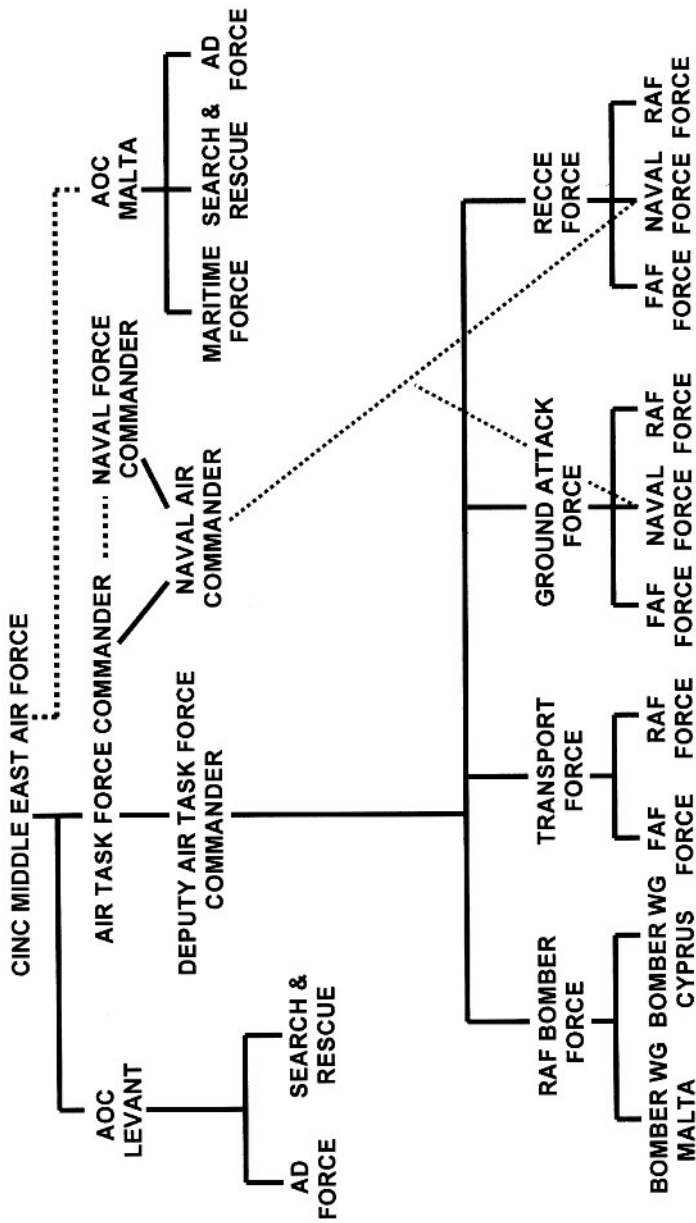 CINC MIDDLE EAST AIR FORCE
AOC
LEVANT
AIR TASK FORCE COMMANDER
NAVAL FORCE
COMMANDER
AOC
MALTA
DEPUTY AIR TASK FORCE
COMMANDER
NAVAL AIR
COMMANDER
AD
FORCE
SEARCH &
RESCUE
MARITIME
FORCE
SEARCH &
RESCUE
AD
FORCE
RAF BOMBER
FORCE
TRANSPORT
FORCE
GROUND ATTACK
FORCE
RECCE
FORCE
BOMBER WG
MALTA
BOMBER WG
CYPRUS
FAF
FORCE
RAF
FORCE
FAF
FORCE
NAVAL
FORCE
RAF
FORCE
FAF
FORCE
NAVAL
FORCE
RAF
FORCE